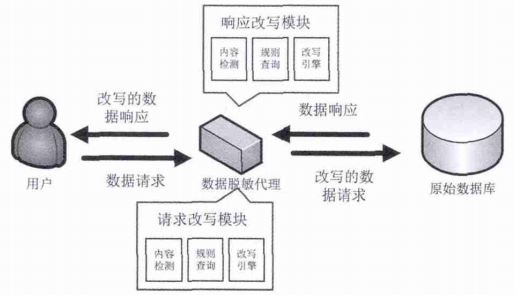 响应改写模块
内容
检测
规则
查询
改写
引擎
改写的数
据响应
数据响应
用户
数据请求
数据脱敏代理
改写的数
据请求
原始数据库
请求改写模块
内容
检测
规则
查询
改写
引擎